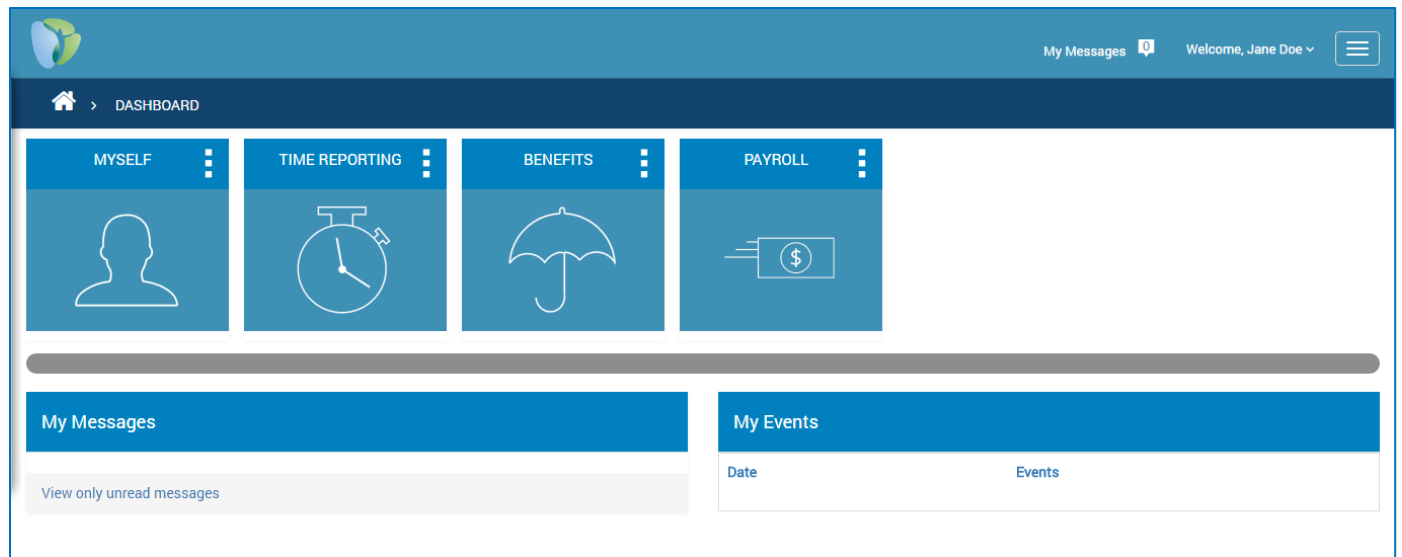 My Messages 0 Welcome, Jane Doe
> DASHBOARD
MYSELF TIME REPORTING BENEFITS PAYROLL
$
My Messages
View only unread messages
My Events
Date Events